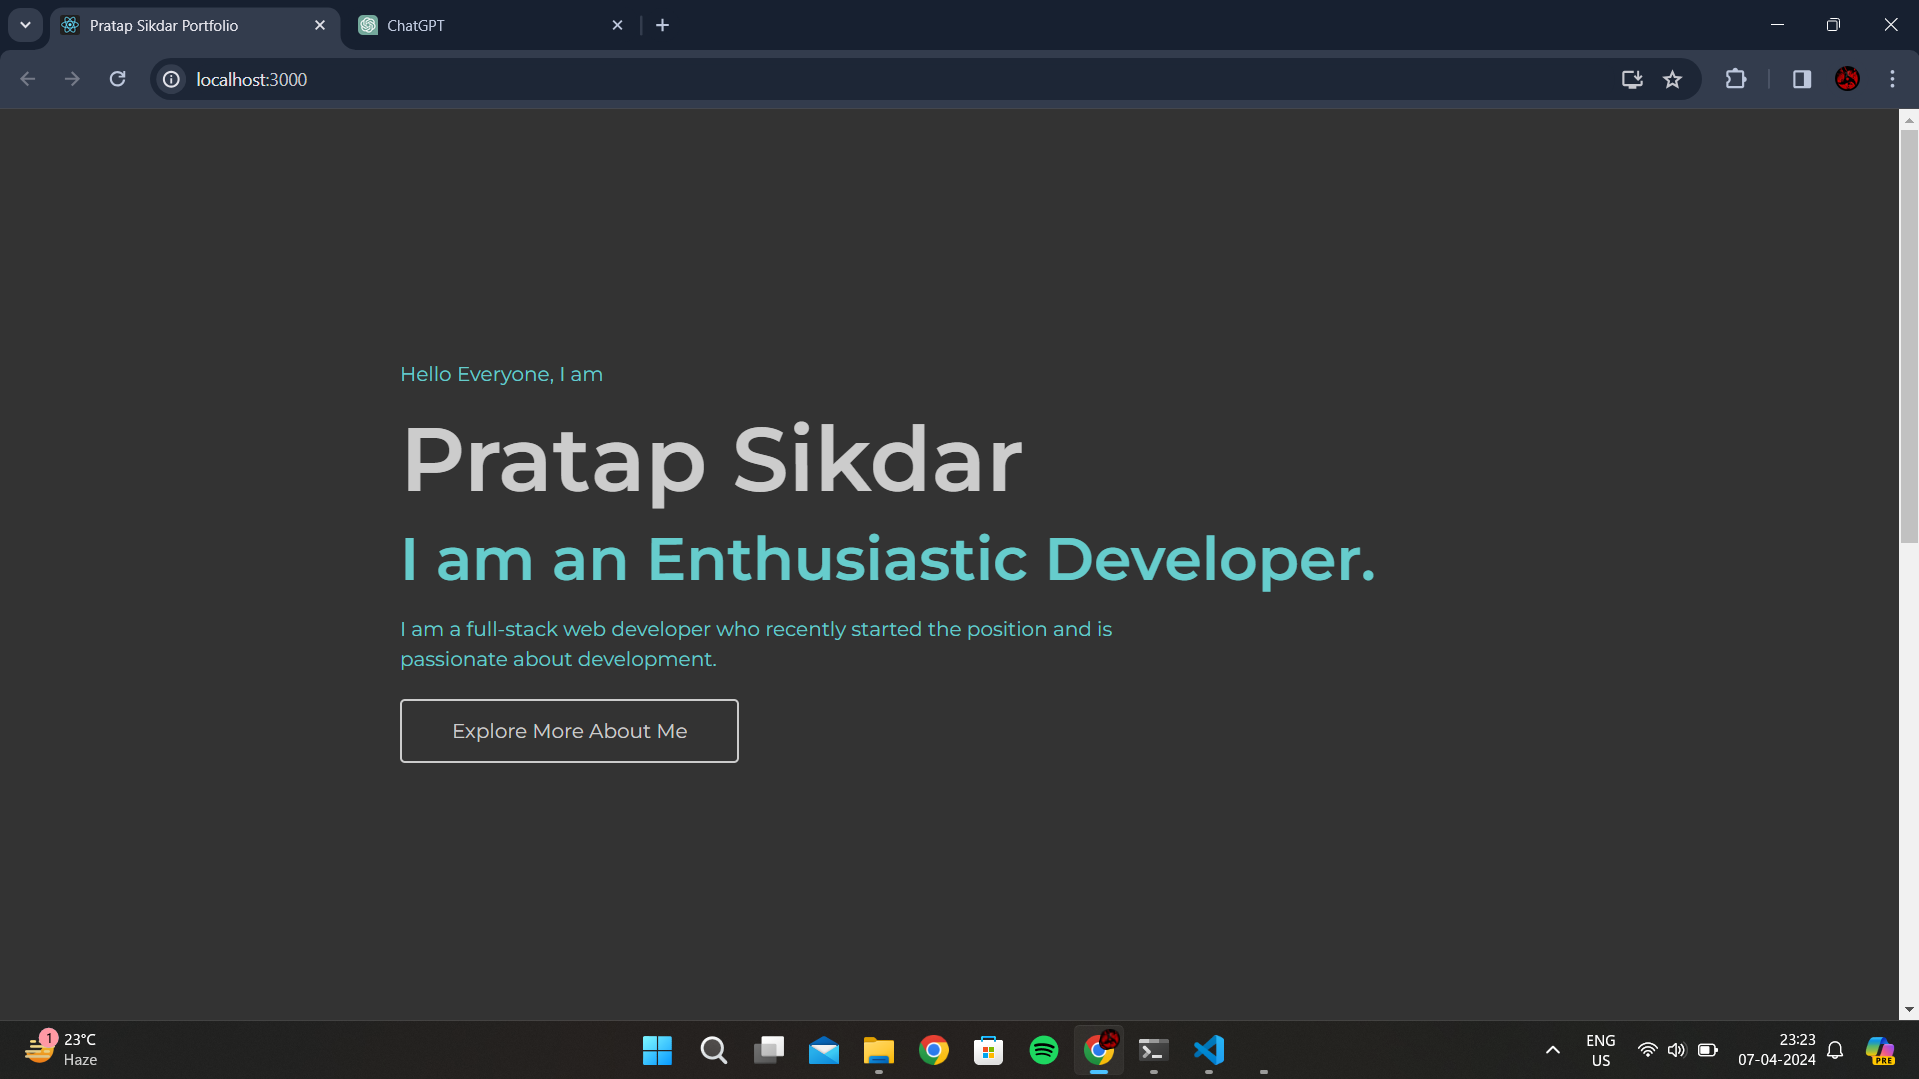 Pratap Sikdar Portfolio
ChatGPT
localhost:3000
Hello Everyone, I am
Pratap Sikdar
I am an Enthusiastic Developer.
I am a full-stack web developer who recently started the position and is
passionate about development.
Explore More About Me
1
23°C
Haze
ENG
US
23:23
07-04-2024
PRE